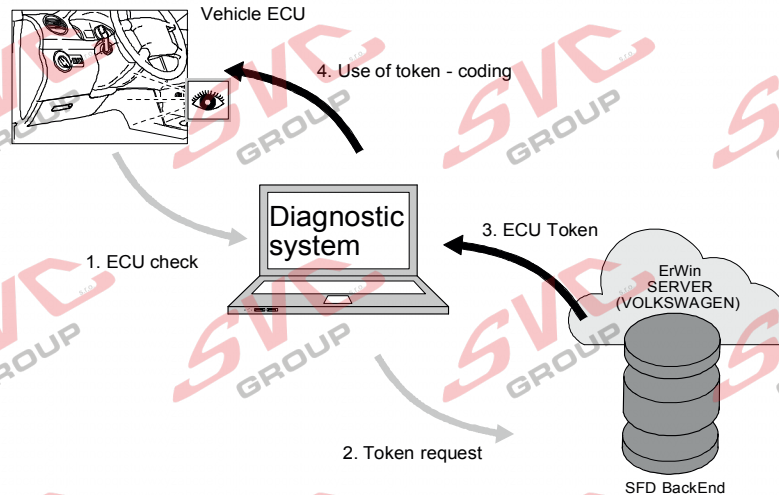 Vehicle ECU
4. Use of token - coding
Diagnostic
system
3. ECU Token
1. ECU check
ErWin
SERVER
(VOLKSWAGEN)
2. Token request
SFD BackEnd
SVC
s.r.o.
GROUP
SVC
s.r.o.
GROUP
SVC
s.r.o.
GROUP
SVC
s.r.o.
GROUP